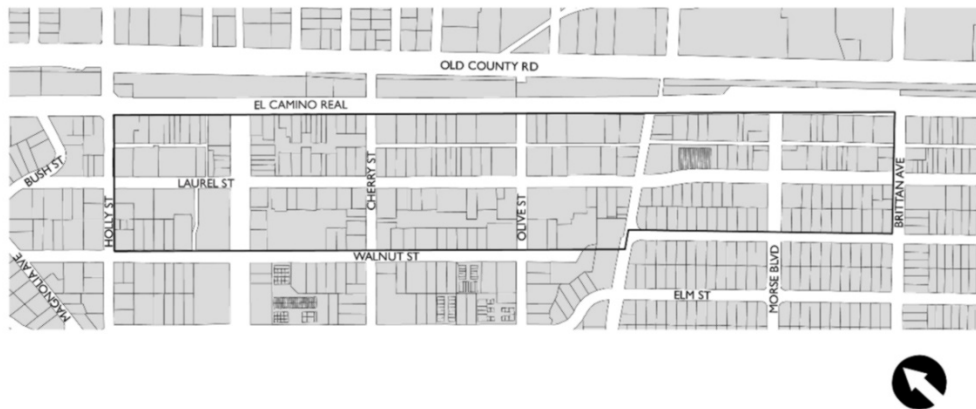 OLD COUNTY RD
EL CAMINO REAL
BUSH ST
LAUREL ST
CHERRY ST
HOLLY ST
OLIVE ST
BRITTAN AVE
WALNUT ST
MAGNOLIA AVE
MORSE BLVD
ELM ST